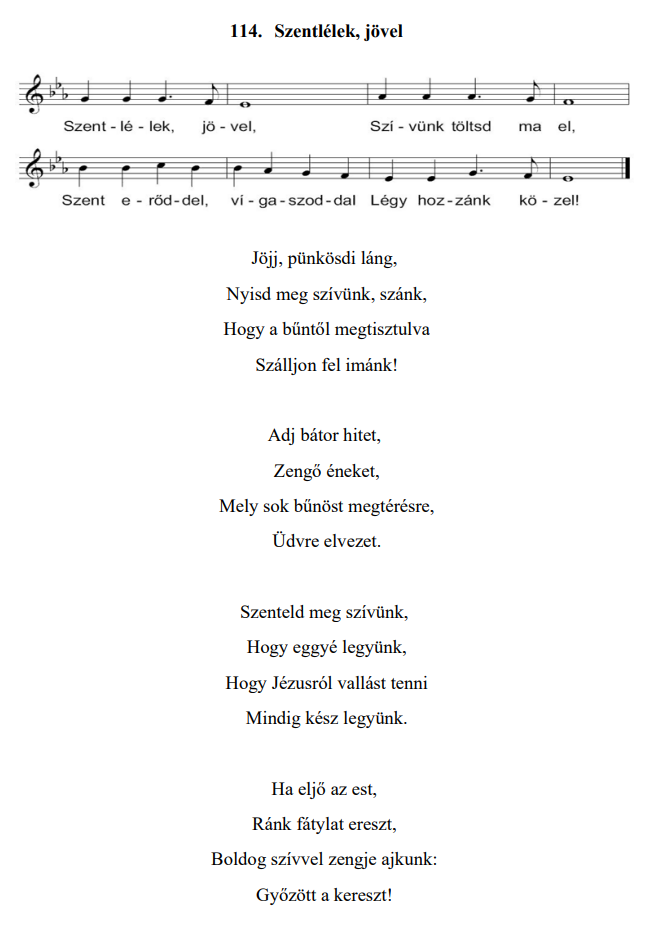 114. Szentlélek, jövel
Szent - lé - lek, jö - vel, Szí - vünk töltsd ma el,
Szent e - rőd - del, ví - ga - szod - dal Légy hoz - zánk kö - zel!
Jöjj, pünkösdi láng,
Nyisd meg szívünk, szánk,
Hogy a bűntől megtisztulva
Szálljon fel imánk!
Adj bátor hitet,
Zengő éneket,
Mely sok bűnöst megtérésre,
Üdvre elvezet.
Szenteld meg szívünk,
Hogy eggyé legyünk,
Hogy Jézusról vallást tenni
Mindig kész legyünk.
Ha eljő az est,
Ránk fátylat ereszt,
Boldog szívvel zengje ajkunk:
Győzött a kereszt!